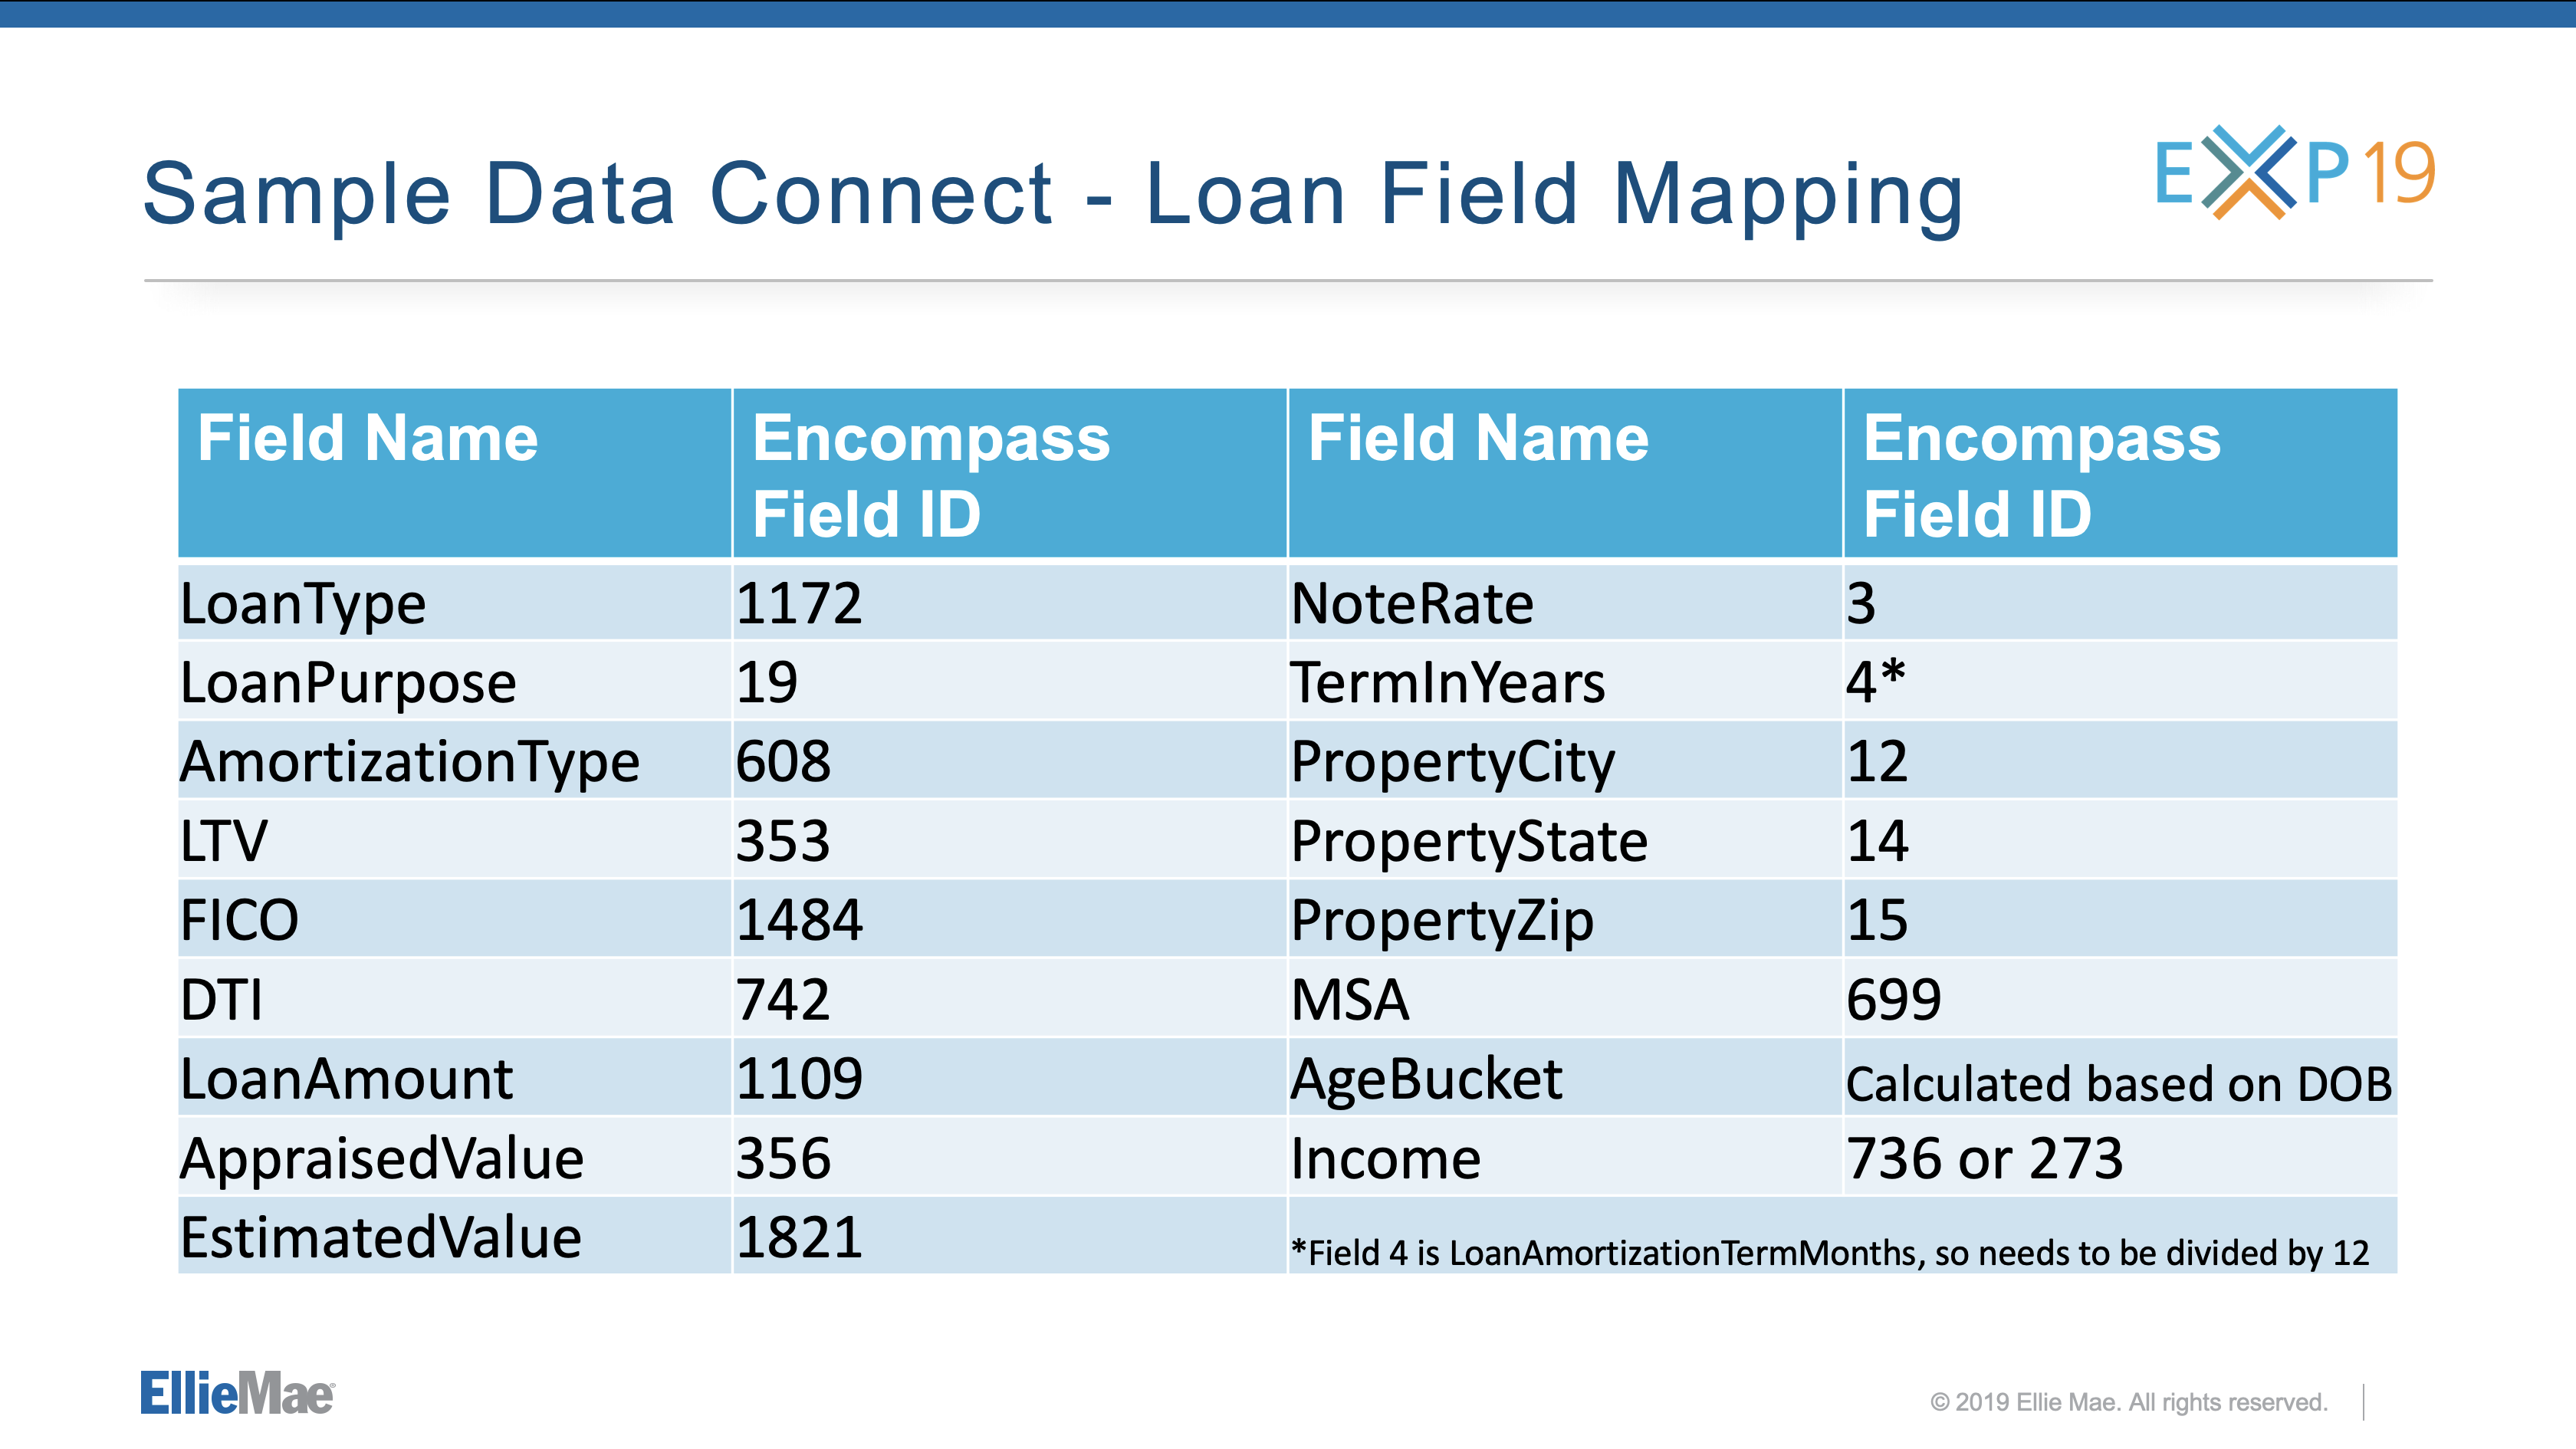 Sample Data Connect - Loan Field Mapping
EXP19
Field Name | Encompass Field ID | Field Name | Encompass Field ID
LoanType | 1172 | NoteRate | 3
LoanPurpose | 19 | TermInYears | 4*
AmortizationType | 608 | PropertyCity | 12
LTV | 353 | PropertyState | 14
FICO | 1484 | PropertyZip | 15
DTI | 742 | MSA | 699
LoanAmount | 1109 | AgeBucket | Calculated based on DOB
AppraisedValue | 356 | Income | 736 or 273
EstimatedValue | 1821 | *Field 4 is LoanAmortizationTermMonths, so needs to be divided by 12
EllieMae®
© 2019 Ellie Mae. All rights reserved.